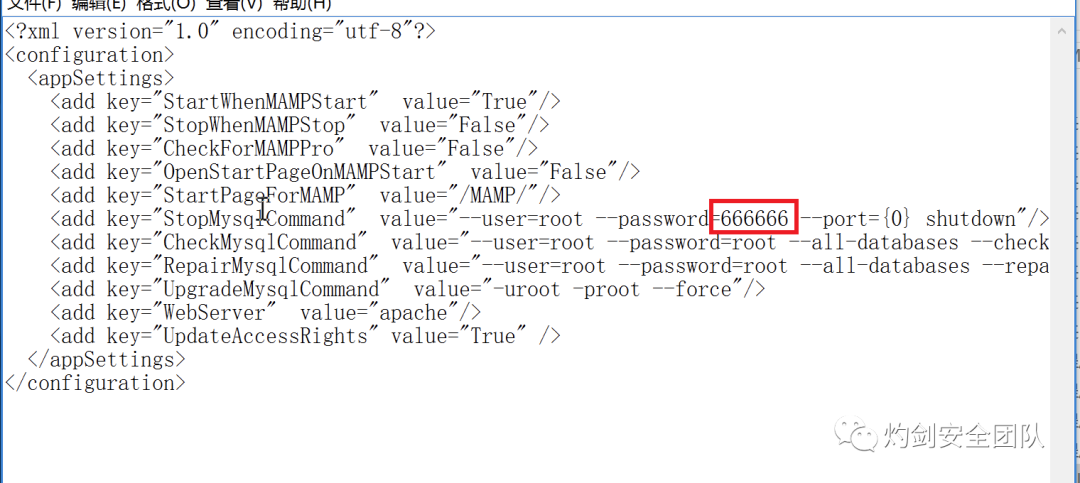 文件(F) 编辑(E) 格式(O) 查看(V) 帮助(H)
<?xml version="1.0" encoding="utf-8"?>
<configuration>
  <appSettings>
    <add key="StartWhenMAMPStart"  value="True"/>
    <add key="StopWhenMAMPStop"  value="False"/>
    <add key="CheckForMAMPPro"  value="False"/>
    <add key="OpenStartPageOnMAMPStart"  value="False"/>
    <add key="StartPageForMAMP"  value="/MAMP/"/>
    <add key="StopMysqlCommand"  value="--user=root --password=666666 --port={0} shutdown"/>
    <add key="CheckMysqlCommand"  value="--user=root --password=root --all-databases --check
    <add key="RepairMysqlCommand"  value="--user=root --password=root --all-databases --repa
    <add key="UpgradeMysqlCommand"  value="-uroot -proot --force"/>
    <add key="WebServer"  value="apache"/>
    <add key="UpdateAccessRights" value="True" />
  </appSettings>
</configuration>
灼剑安全团队